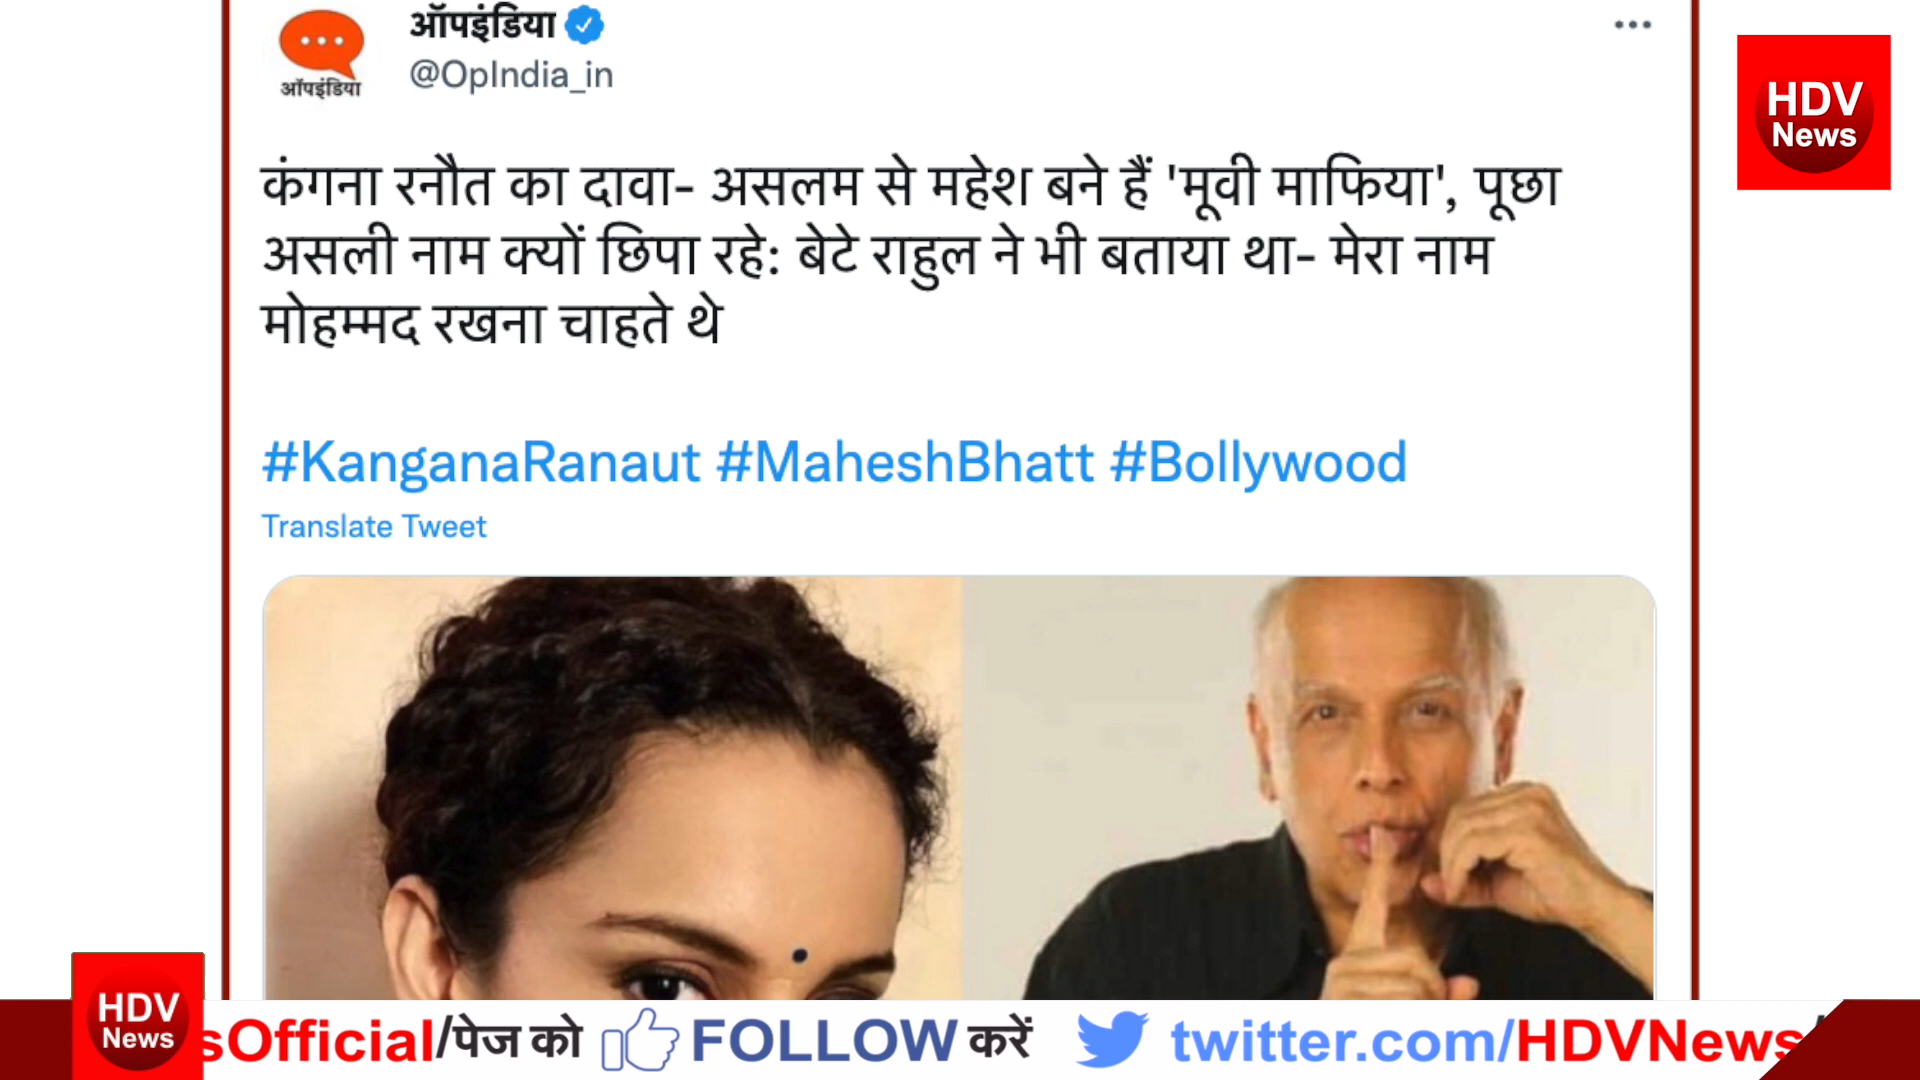 ऑपइंडिया
@OpIndia_in
ऑपइंडिया
HDV
News
कंगना रनौत का दावा- असलम से महेश बने हैं 'मूवी माफिया', पूछा
असली नाम क्यों छिपा रहे: बेटे राहुल ने भी बताया था- मेरा नाम
मोहम्मद रखना चाहते थे
#KanganaRanaut #MaheshBhatt #Bollywood
Translate Tweet
HDV
News
sOfficial/पेज को FOLLOW करें twitter.com/HDVNews/